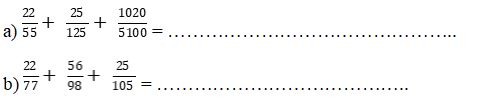 a) 22/55 + 25/125 + 1020/5100 = …………………………………………..
b) 22/77 + 56/98 + 25/105 = …………………………………….